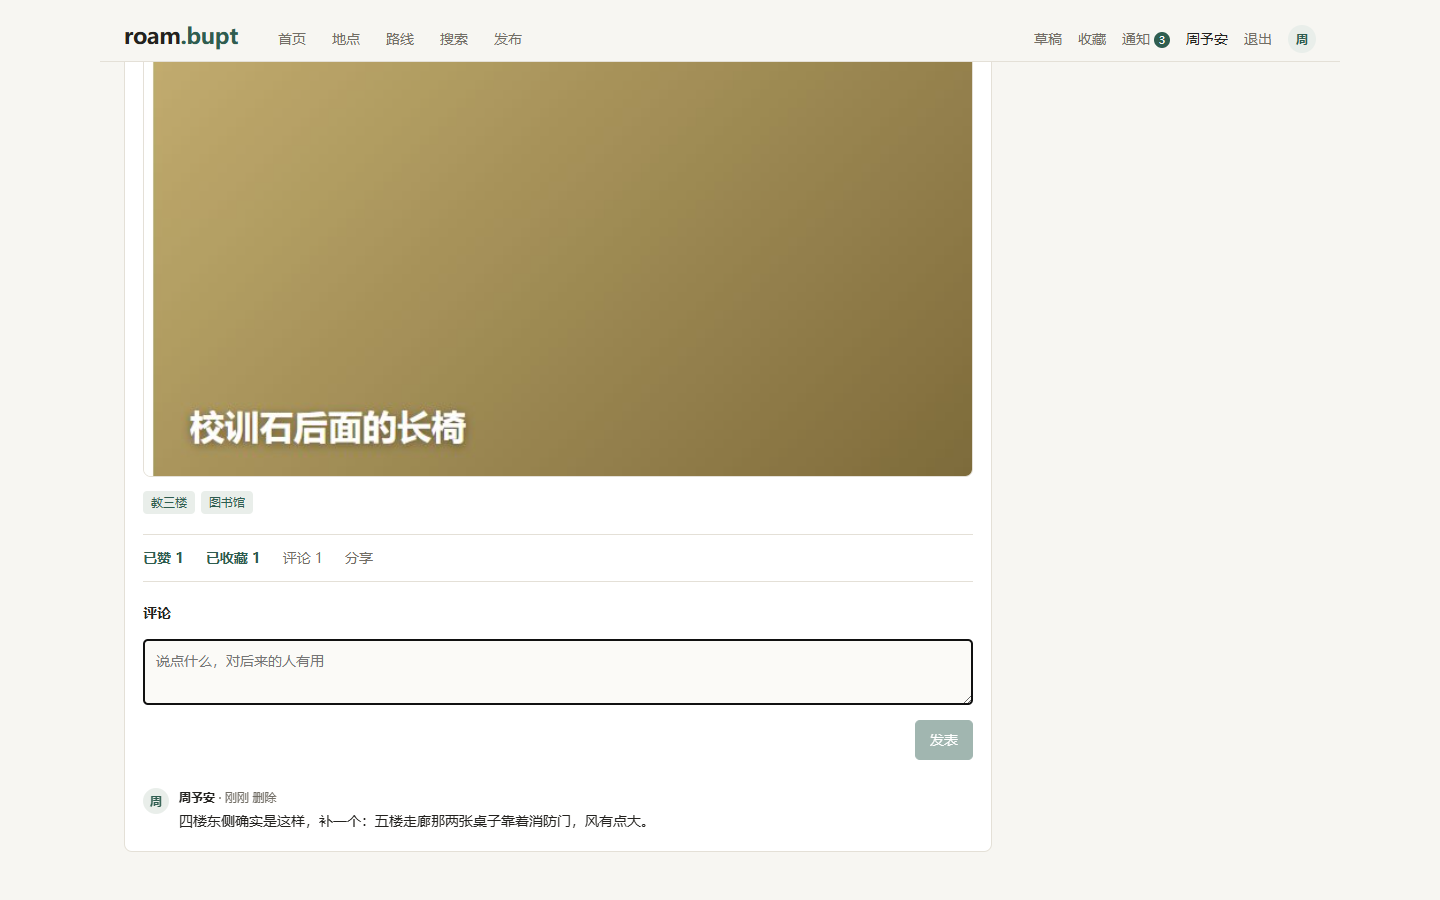 roam.bupt 首页 地点 路线 搜索 发布 草稿 收藏 通知 3 周予安 退出 周
校训石后面的长椅
教三楼 图书馆
已赞 1 已收藏 1 评论 1 分享
评论
说点什么，对后来的人有用
发表
周 周予安 · 刚刚 删除
四楼东侧确实是这样，补一个：五楼走廊那两张桌子靠着消防门，风有点大。